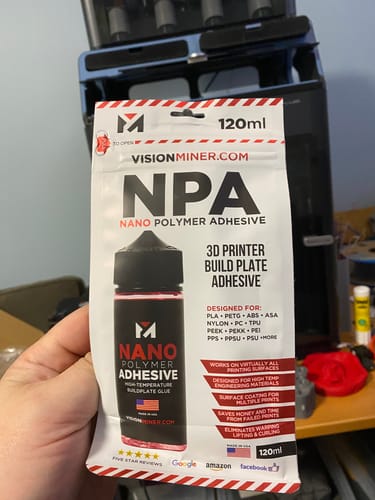 M
120ml
TO OPEN
VISIONMINER.COM
NPA
NANO POLYMER ADHESIVE
3D PRINTER
BUILD PLATE
ADHESIVE
DESIGNED FOR:
PLA • PETG • ABS • ASA
NYLON • PC • TPU
PEEK • PEKK • PEI
PPS • PPSU • PSU •MORE
WORKS ON VIRTUALLY ALL
PRINTING SURFACES
DESIGNED FOR HIGH TEMP
ENGINEERING MATERIALS
SURFACE COATING FOR
MULTIPLE PRINTS
SAVES MONEY AND TIME
FROM FAILED PRINTS
ELIMINATES WARPING
LIFTING & CURLING
M
NANO
POLYMER
ADHESIVE
HIGH-TEMPERATURE
BUILDPLATE GLUE
MADE IN USA
VISIONMINER.COM
MADE IN USA
120ml
FIVE STAR REVIEWS
Google
amazon
facebook